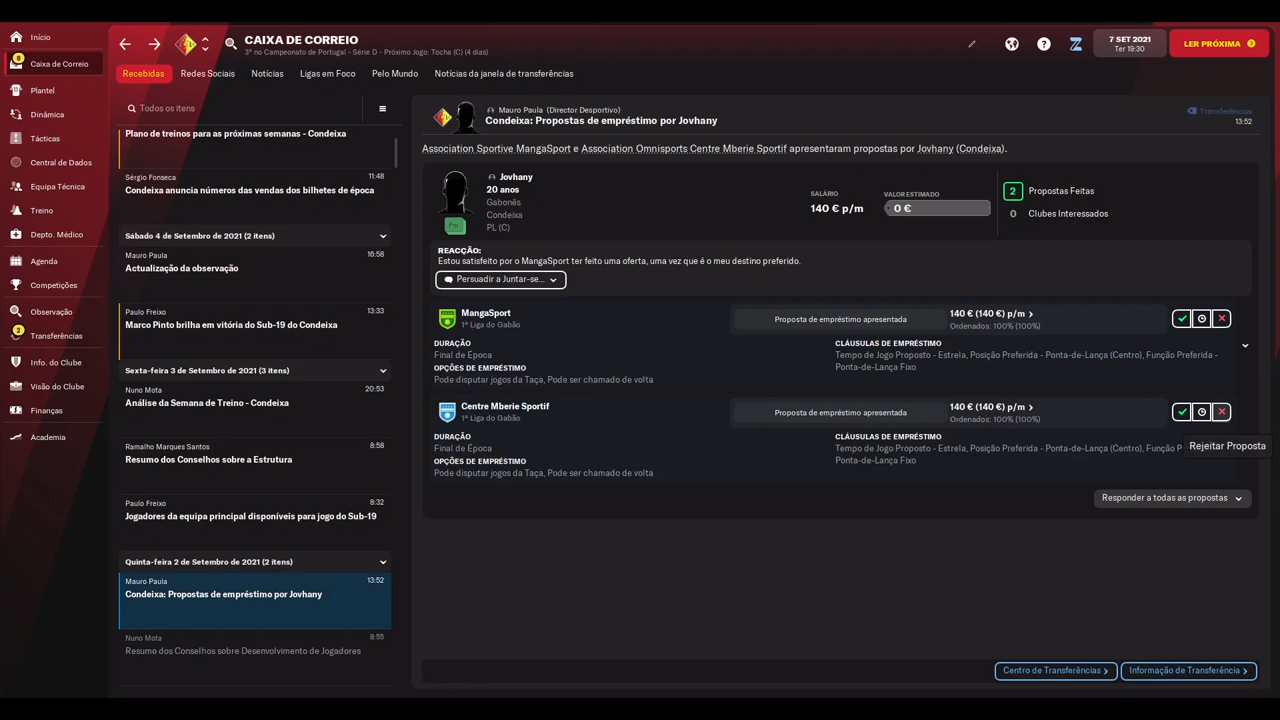 Início
8
Caixa de Correio
Plantel
Dinâmica
Tácticas
Central de Dados
Equipa Técnica
Treino
Depto. Médico
Agenda
Competições
Observação
2
Transferências
Info. do Clube
Visão do Clube
Finanças
Academia
CAIXA DE CORREIO
3º no Campeonato de Portugal - Série D - Próximo Jogo: Tocha (C) (4 dias)
7 SET 2021
Ter 19:30
LER PRÓXIMA
Recebidas
Redes Sociais
Notícias
Ligas em Foco
Pelo Mundo
Notícias da janela de transferências
Todos os itens
Plano de treinos para as próximas semanas - Condeixa
Sérgio Fonseca 11:48
Condeixa anuncia números das vendas dos bilhetes de época
Sábado 4 de Setembro de 2021 (2 itens)
Mauro Paula 16:58
Actualização da observação
Paulo Freixo 13:33
Marco Pinto brilha em vitória do Sub-19 do Condeixa
Sexta-feira 3 de Setembro de 2021 (3 itens)
Nuno Mota 20:53
Análise da Semana de Treino - Condeixa
Ramalho Marques Santos 8:58
Resumo dos Conselhos sobre a Estrutura
Paulo Freixo 8:32
Jogadores da equipa principal disponíveis para jogo do Sub-19
Quinta-feira 2 de Setembro de 2021 (2 itens)
Mauro Paula 13:52
Condeixa: Propostas de empréstimo por Jovhany
Nuno Mota 8:55
Resumo dos Conselhos sobre Desenvolvimento de Jogadores
Mauro Paula (Director Desportivo)
Condeixa: Propostas de empréstimo por Jovhany
Transferências
13:52
Association Sportive MangaSport e Association Omnisports Centre Mberie Sportif apresentaram propostas por Jovhany (Condeixa).
Jovhany
20 anos
Gabonês
Condeixa
PL (C)
Pre
SALÁRIO
140 € p/m
VALOR ESTIMADO
0 €
2 Propostas Feitas
0 Clubes Interessados
REACÇÃO:
Estou satisfeito por o MangaSport ter feito uma oferta, uma vez que é o meu destino preferido.
Persuadir a Juntar-se...
MangaSport
1ª Liga do Gabão
Proposta de empréstimo apresentada
140 € (140 €) p/m
Ordenados: 100% (100%)
DURAÇÃO
Final de Época
OPÇÕES DE EMPRÉSTIMO
Pode disputar jogos da Taça, Pode ser chamado de volta
CLÁUSULAS DE EMPRÉSTIMO
Tempo de Jogo Proposto - Estrela, Posição Preferida - Ponta-de-Lança (Centro), Função Preferida -
Ponta-de-Lança Fixo
Centre Mberie Sportif
1ª Liga do Gabão
Proposta de empréstimo apresentada
140 € (140 €) p/m
Ordenados: 100% (100%)
DURAÇÃO
Final de Época
OPÇÕES DE EMPRÉSTIMO
Pode disputar jogos da Taça, Pode ser chamado de volta
CLÁUSULAS DE EMPRÉSTIMO
Tempo de Jogo Proposto - Estrela, Posição Preferida - Ponta-de-Lança (Centro), Função P
Ponta-de-Lança Fixo
Rejeitar Proposta
Responder a todas as propostas
Centro de Transferências
Informação de Transferência